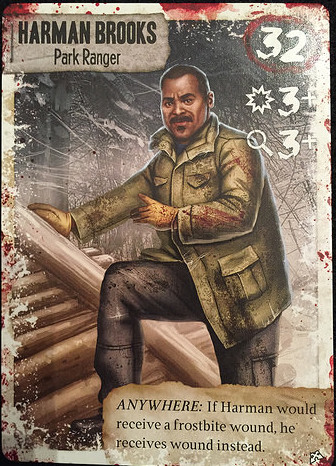 HARMAN BROOKS
Park Ranger
32
3+
3+
ANYWHERE: If Harman would
receive a frostbite wound, he
receives wound instead.